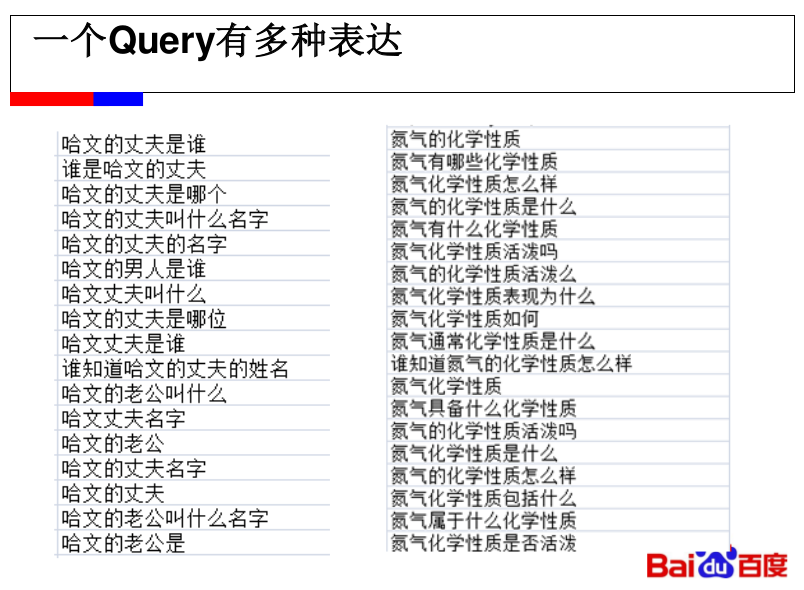 一个Query有多种表达
哈文的丈夫是谁
谁是哈文的丈夫
哈文的丈夫是哪个
哈文的丈夫叫什么名字
哈文的丈夫的名字
哈文的男人是谁
哈文丈夫叫什么
哈文的丈夫是哪位
哈文丈夫是谁
谁知道哈文的丈夫的姓名
哈文的老公叫什么
哈文丈夫名字
哈文的老公
哈文的丈夫名字
哈文的丈夫
哈文的老公叫什么名字
哈文的老公是
氮气的化学性质
氮气有哪些化学性质
氮气化学性质怎么样
氮气的化学性质是什么
氮气有什么化学性质
氮气化学性质活泼吗
氮气的化学性质活泼么
氮气化学性质表现为什么
氮气化学性质如何
氮气通常化学性质是什么
谁知道氮气的化学性质怎么样
氮气化学性质
氮气具备什么化学性质
氮气的化学性质活泼吗
氮气化学性质是什么
氮气的化学性质怎么样
氮气化学性质包括什么
氮气属于什么化学性质
氮气化学性质是否活泼
Bai du 百度